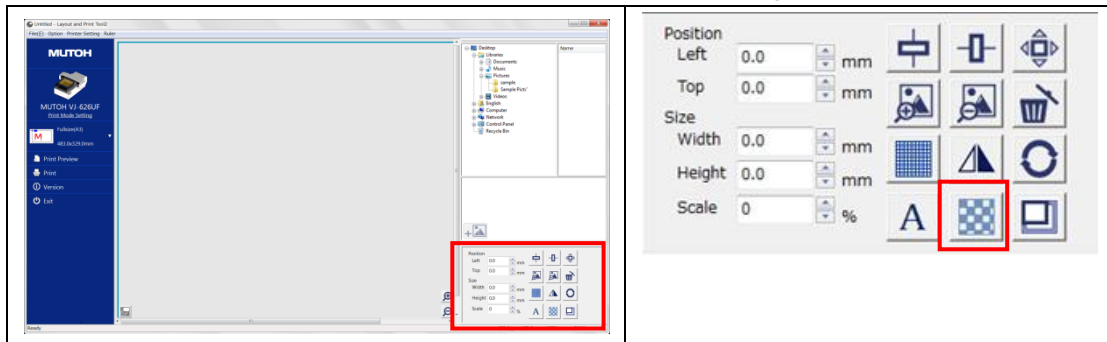 Untitled - Layout and Print Tool2
File(E) Option Printer Setting Ruler
MUTOH
MUTOH VJ-626UF
Print Mode Setting
M
Fullsize(A3)
483.0x329.0mm
Print Preview
Print
Version
Exit
Ready
Desktop
Libraries
Documents
Music
Pictures
sample
Sample Picts'
Videos
English
Computer
Network
Control Panel
Recycle Bin
Name
Position
Left 0.0 mm
Top 0.0 mm
Size
Width 0.0 mm
Height 0.0 mm
Scale 0 %
A
Position
Left 0.0 mm
Top 0.0 mm
Size
Width 0.0 mm
Height 0.0 mm
Scale 0 %
A